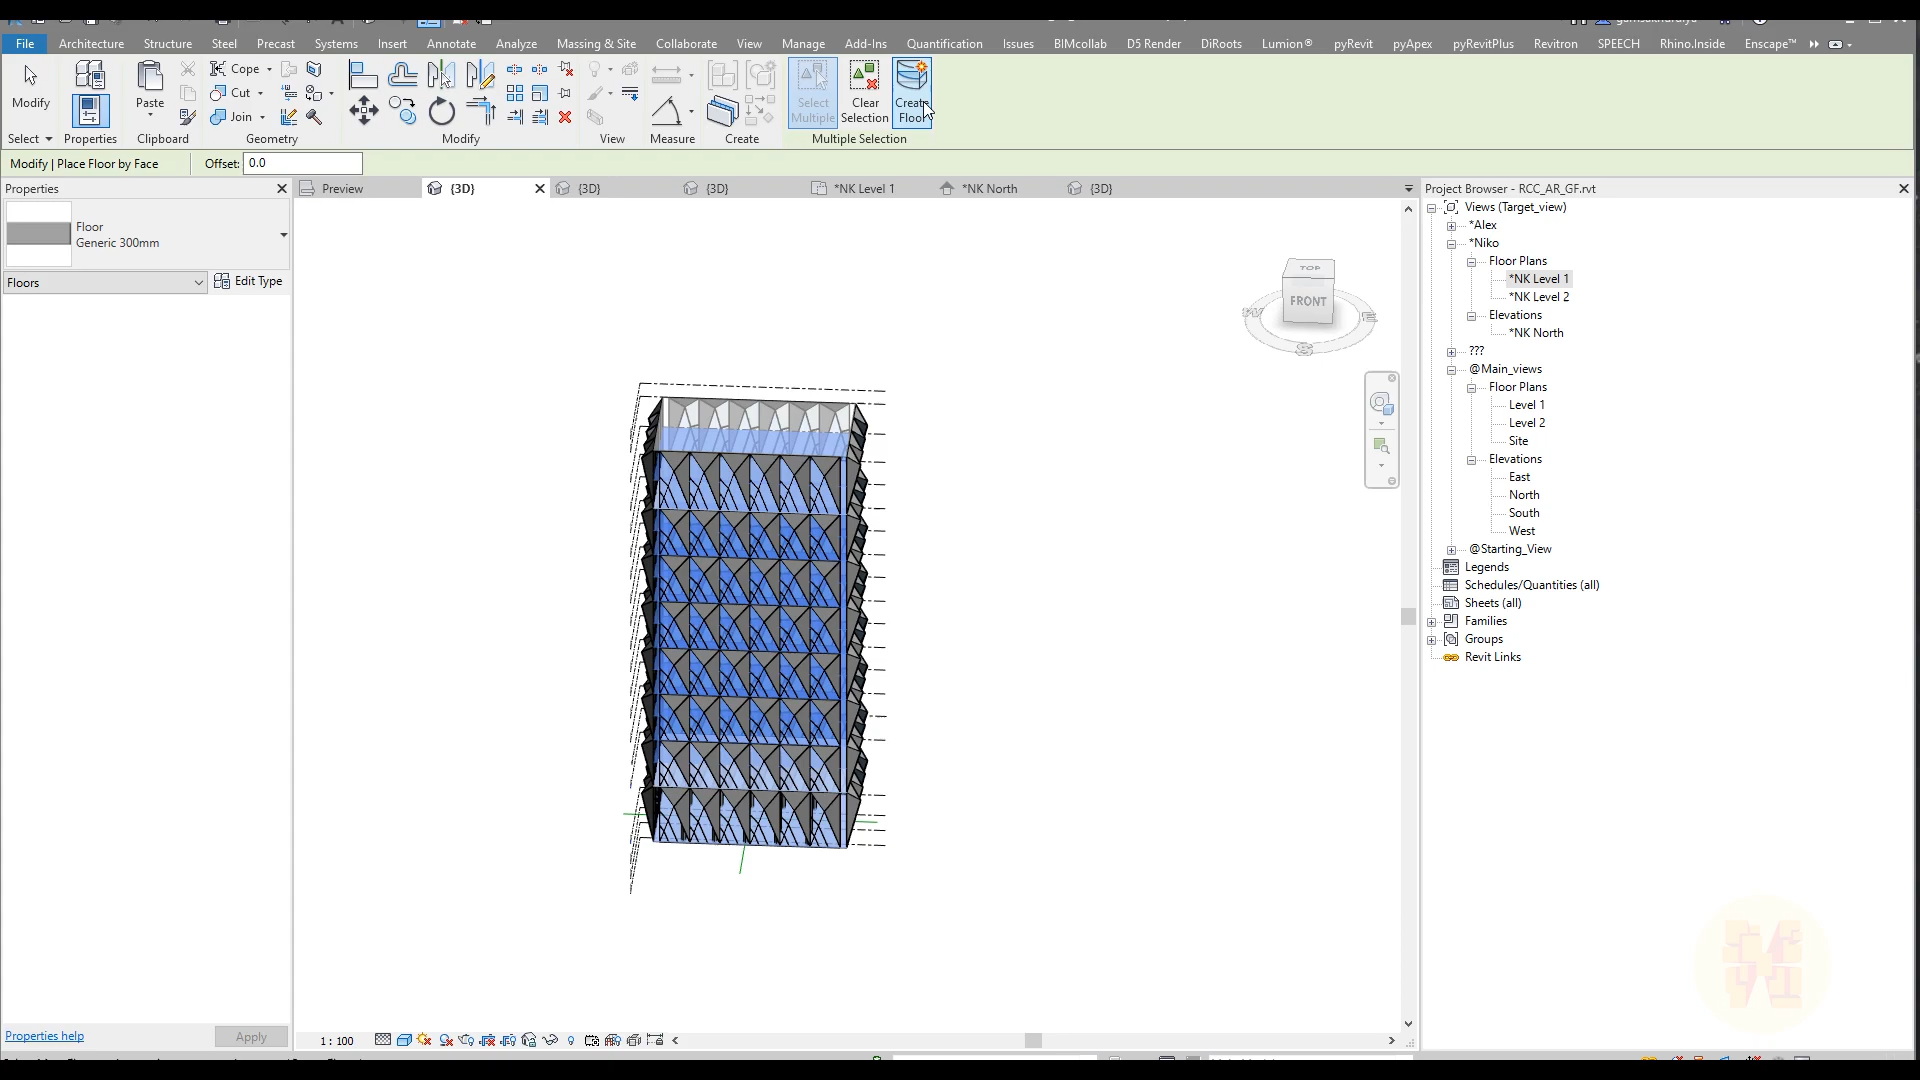 File Architecture Structure Steel Precast Systems Insert Annotate Analyze Massing & Site Collaborate View Manage Add-Ins Quantification Issues BIMcollab D5 Render DiRoots Lumion® pyRevit pyApex pyRevitPlus Revitron SPEECH Rhino.Inside Enscape™
Modify
Paste
Cope
Cut
Join
Select Multiple
Clear Selection
Create Floor
Select Properties Clipboard Geometry Modify View Measure Create Multiple Selection
Modify | Place Floor by Face Offset: 0.0
Properties
Preview {3D} {3D} {3D} *NK Level 1 *NK North {3D}
Project Browser - RCC_AR_GF.rvt
Floor
Generic 300mm
Floors
Edit Type
TOP
FRONT
S
E
Views (Target_view)
*Alex
*Niko
Floor Plans
*NK Level 1
*NK Level 2
Elevations
*NK North
???
@Main_views
Floor Plans
Level 1
Level 2
Site
Elevations
East
North
South
West
@Starting_View
Legends
Schedules/Quantities (all)
Sheets (all)
Families
Groups
Revit Links
Properties help
Apply
1 : 100